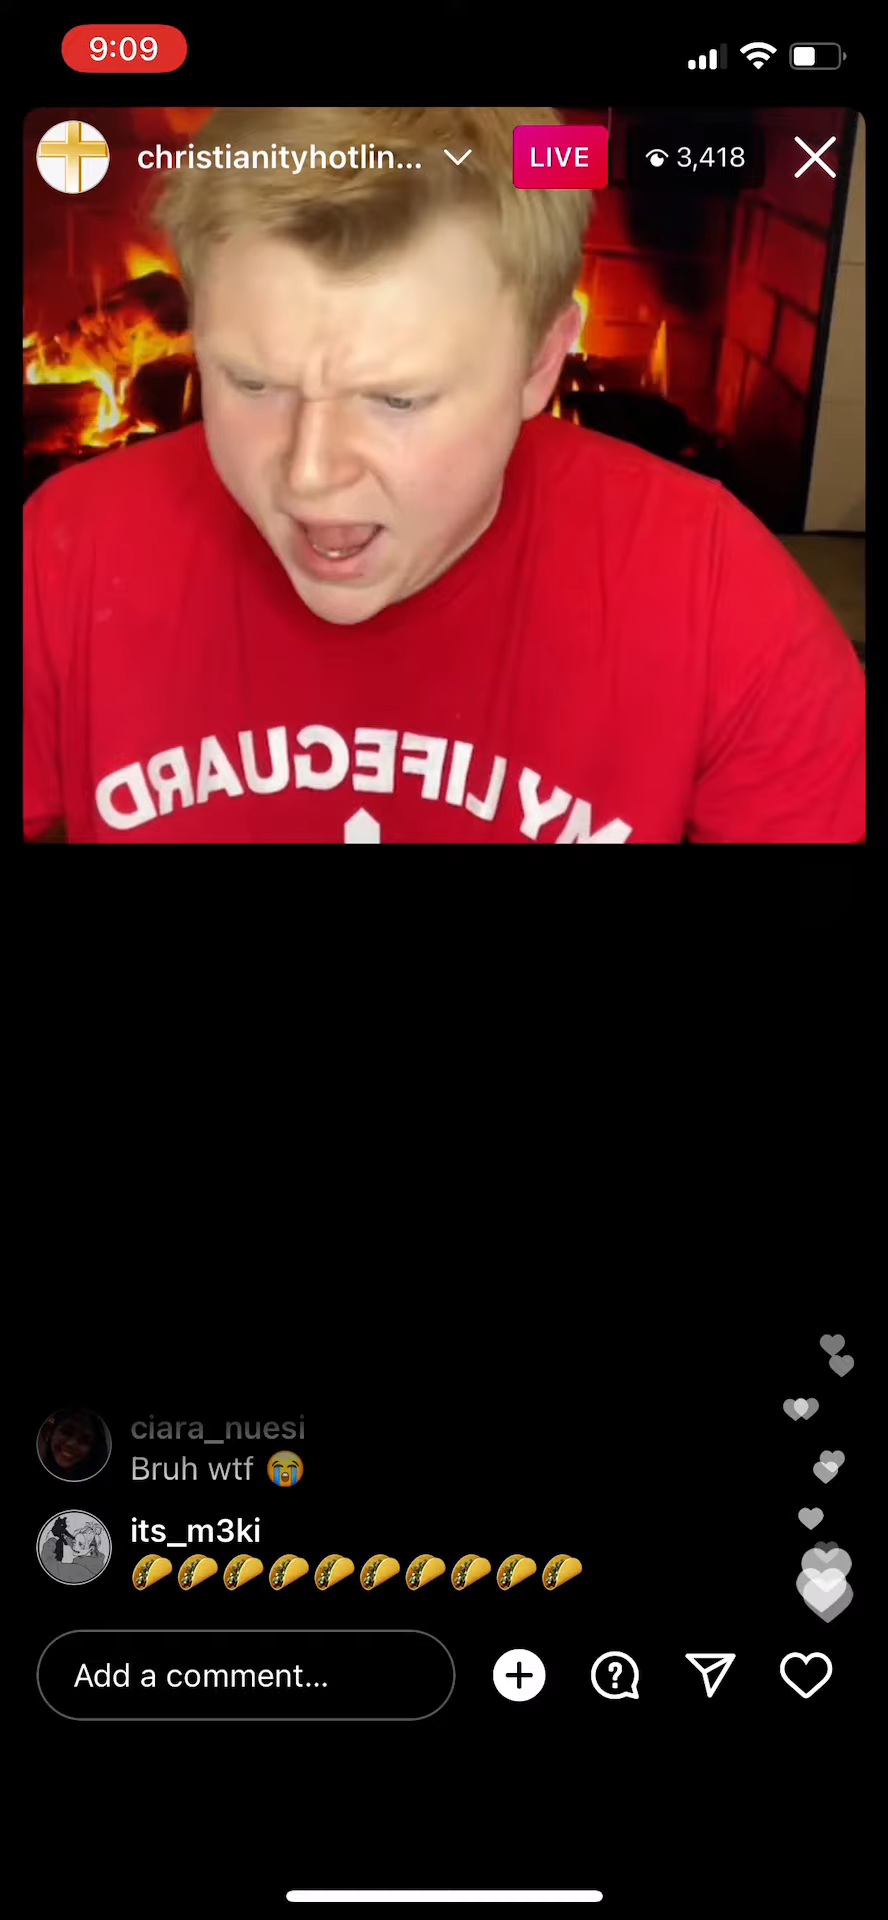 9:09
christianityhotlin... LIVE 3,418
MY LIFEGUARD
ciara_nuesi
Bruh wtf 😭
its_m3ki
🌮🌮🌮🌮🌮🌮🌮🌮🌮🌮
Add a comment...